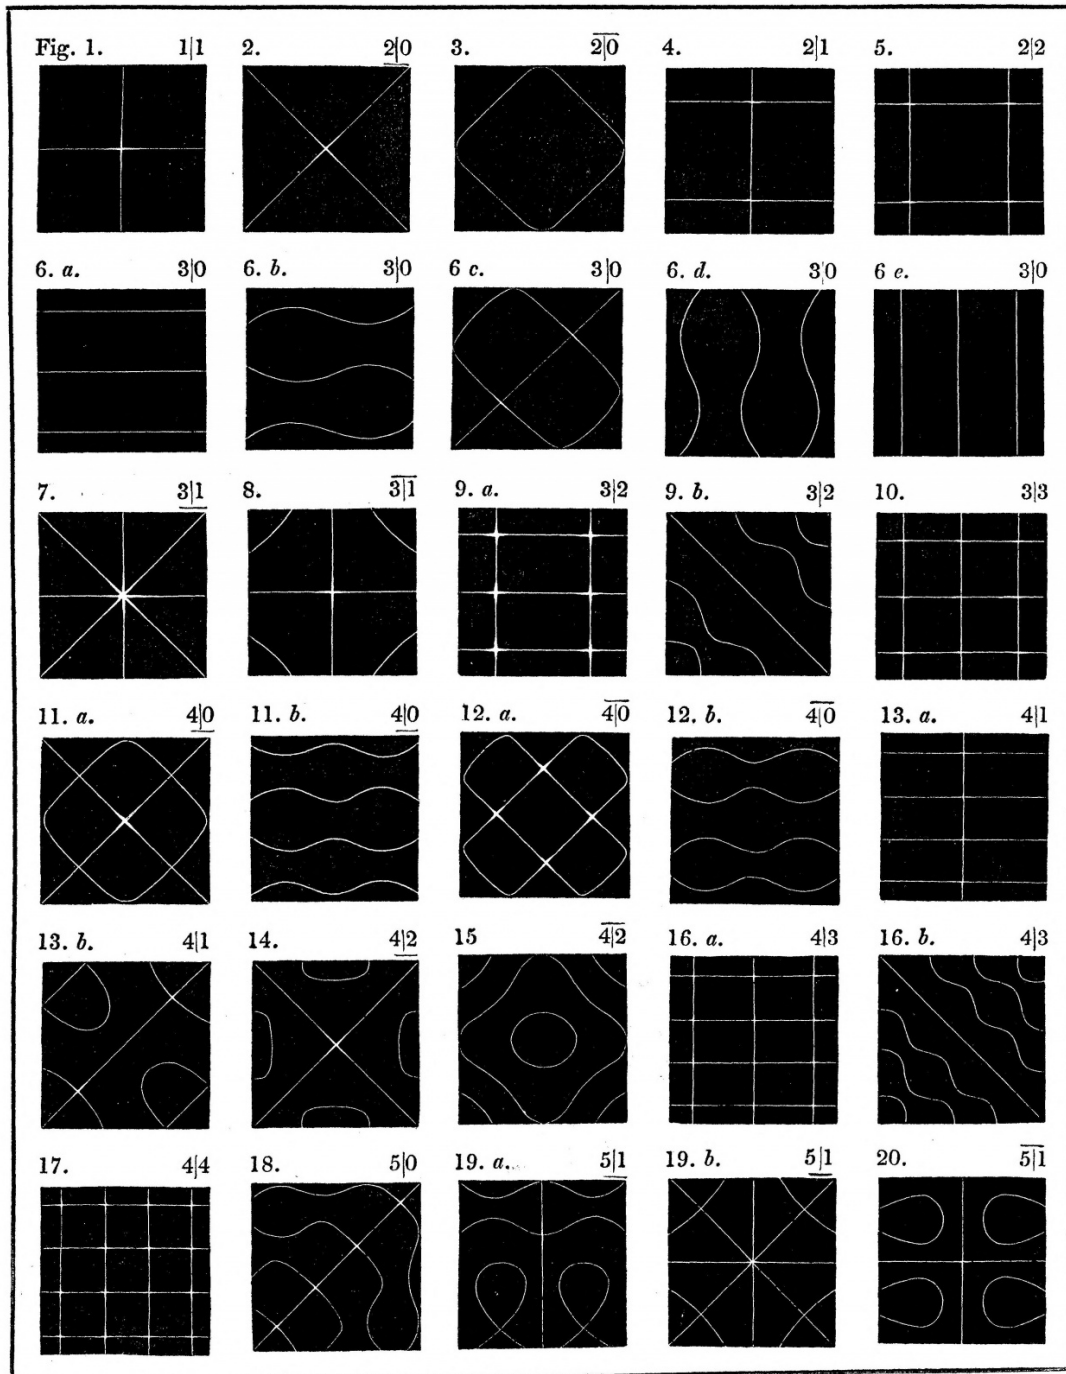 Fig. 1. 1|1 2. 2|0 3. 2|0 4. 2|1 5. 2|2
6. a. 3|0 6. b. 3|0 6 c. 3|0 6. d. 3|0 6 e. 3|0
7. 3|1 8. 3|1 9. a. 3|2 9. b. 3|2 10. 3|3
11. a. 4|0 11. b. 4|0 12. a. 4|0 12. b. 4|0 13. a. 4|1
13. b. 4|1 14. 4|2 15 4|2 16. a. 4|3 16. b. 4|3
17. 4|4 18. 5|0 19. a. 5|1 19. b. 5|1 20. 5|1